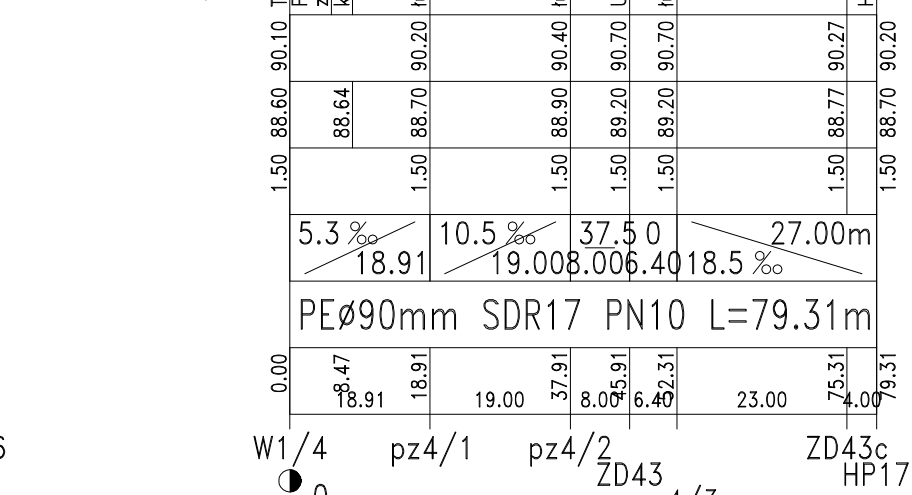 90.10 90.20 90.40 90.70 90.70 90.27 90.20
88.60 88.64 88.70 88.90 89.20 89.20 88.77 88.70
1.50 1.50 1.50 1.50 1.50 1.50 1.50
5.3 ‰ 10.5 ‰ 37.5 0 27.00m
18.91 19.00 8.00 6.40 18.5 ‰
PEø90mm SDR17 PN10 L=79.31m
0.00 8.47 18.91 37.91 45.91 52.31 75.31 79.31
18.91 19.00 8.00 6.40 23.00 4.00
W1/4 pz4/1 pz4/2 ZD43c
ZD43 HP17